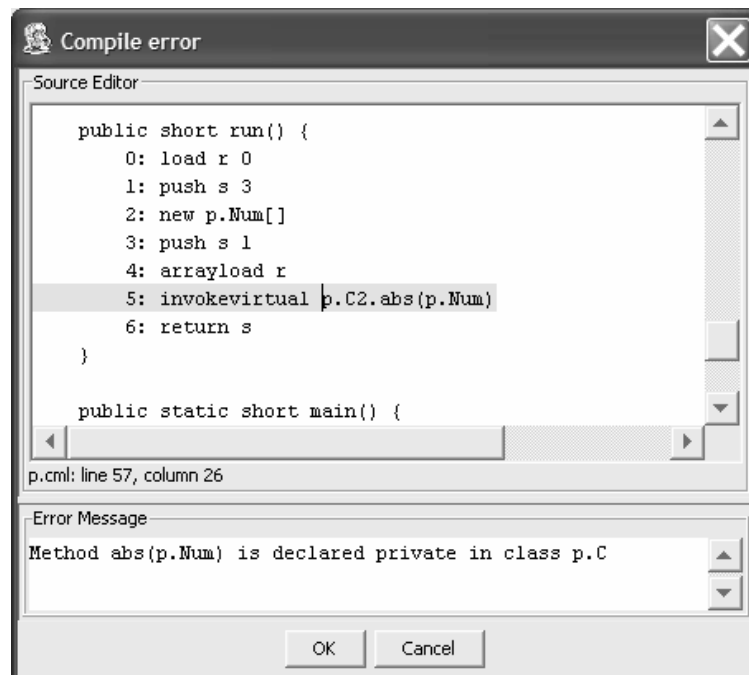 Compile error
Source Editor
public short run() {
0: load r 0
1: push s 3
2: new p.Num[]
3: push s 1
4: arrayload r
5: invokevirtual p.C2.abs(p.Num)
6: return s
}
public static short main() {
p.cml: line 57, column 26
Error Message
Method abs(p.Num) is declared private in class p.C
OK
Cancel